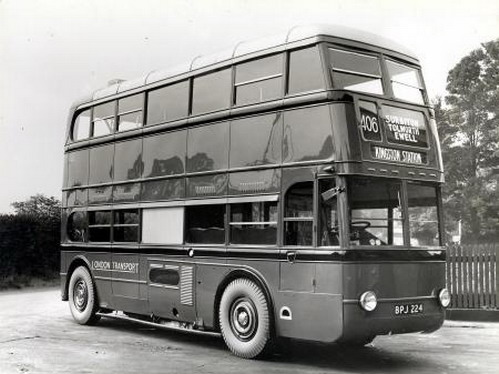 406
SURBITON
TOLWORTH
EWELL
KINGSTON STATION
LONDON TRANSPORT
BPJ 224